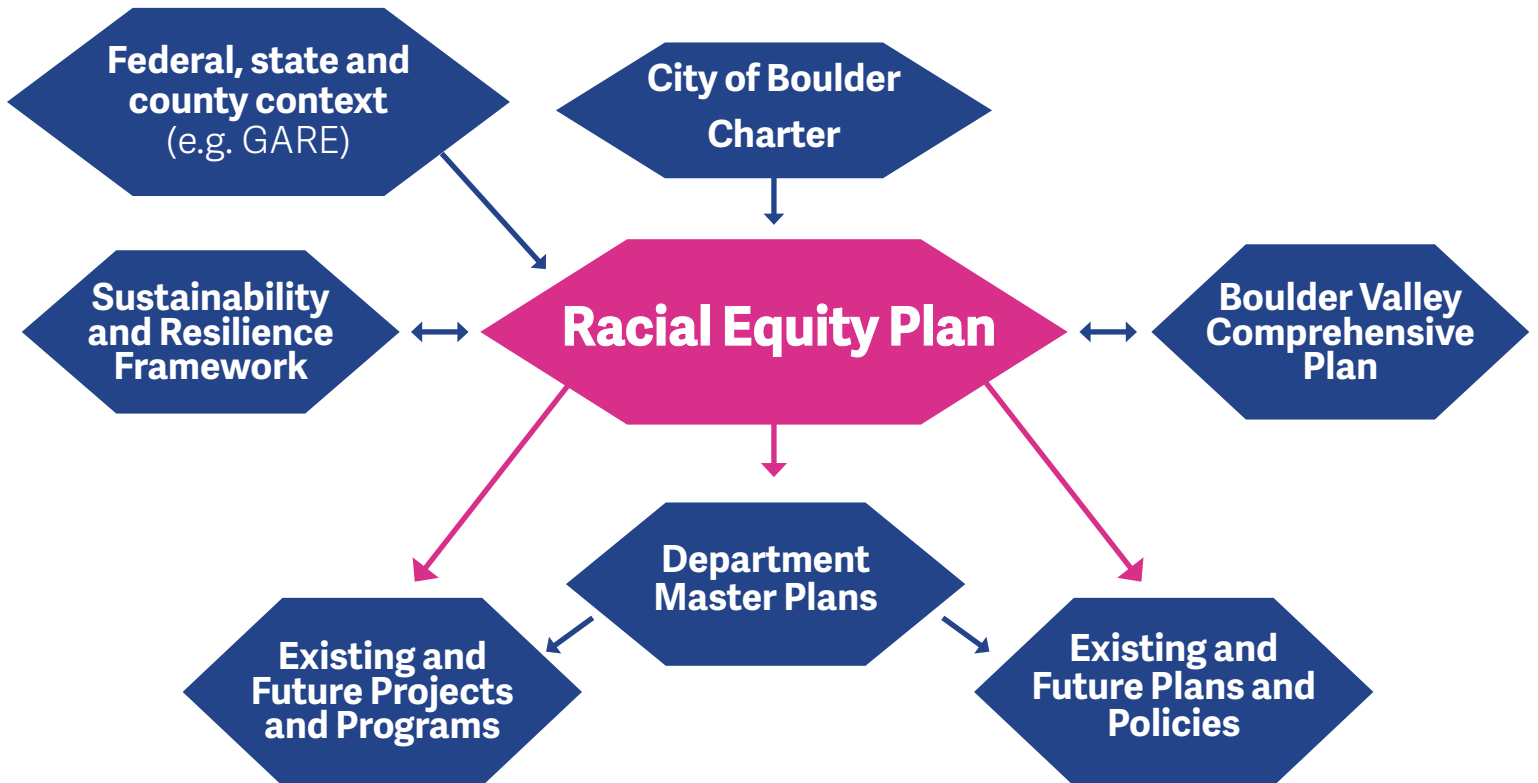 Federal, state and
county context
(e.g. GARE)
City of Boulder
Charter
Sustainability
and Resilience
Framework
Racial Equity Plan
Boulder Valley
Comprehensive
Plan
Department
Master Plans
Existing and
Future Projects
and Programs
Existing and
Future Plans and
Policies